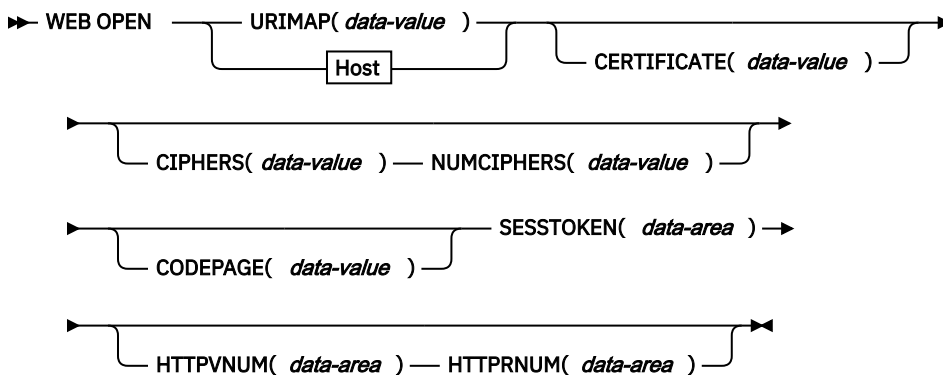 WEB OPEN URIMAP( data-value )
Host
CERTIFICATE( data-value )
CIPHERS( data-value ) NUMCIPHERS( data-value )
SESSTOKEN( data-area )
CODEPAGE( data-value )
HTTPVNUM( data-area ) HTTPRNUM( data-area )